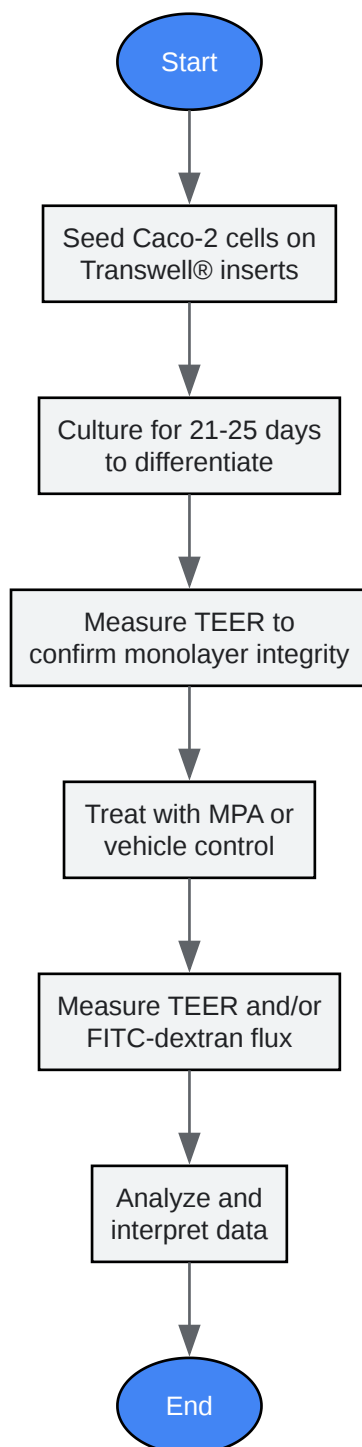 Start
Seed Caco-2 cells on
Transwell® inserts
Culture for 21-25 days
to differentiate
Measure TEER to
confirm monolayer integrity
Treat with MPA or
vehicle control
Measure TEER and/or
FITC-dextran flux
Analyze and
interpret data
End